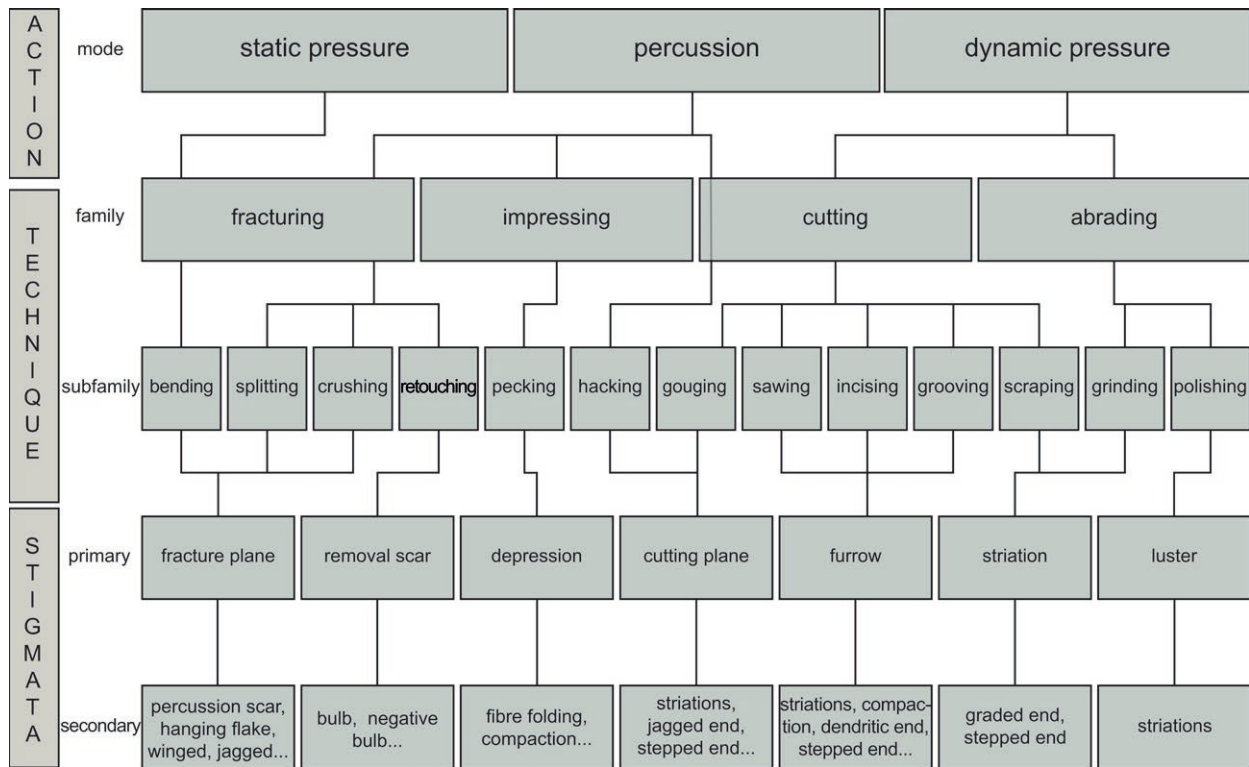 ACTION
mode
static pressure
percussion
dynamic pressure
TECHNIQUE
family
fracturing
impressing
cutting
abrading
subfamily
bending
splitting
crushing
retouching
pecking
hacking
gouging
sawing
incising
grooving
scraping
grinding
polishing
STIGMATA
primary
fracture plane
removal scar
depression
cutting plane
furrow
striation
luster
secondary
percussion scar,
hanging flake,
winged, jagged...
bulb, negative
bulb...
fibre folding,
compaction...
striations,
jagged end,
stepped end...
striations, compac-
tion, dendritic end,
stepped end...
graded end,
stepped end
striations